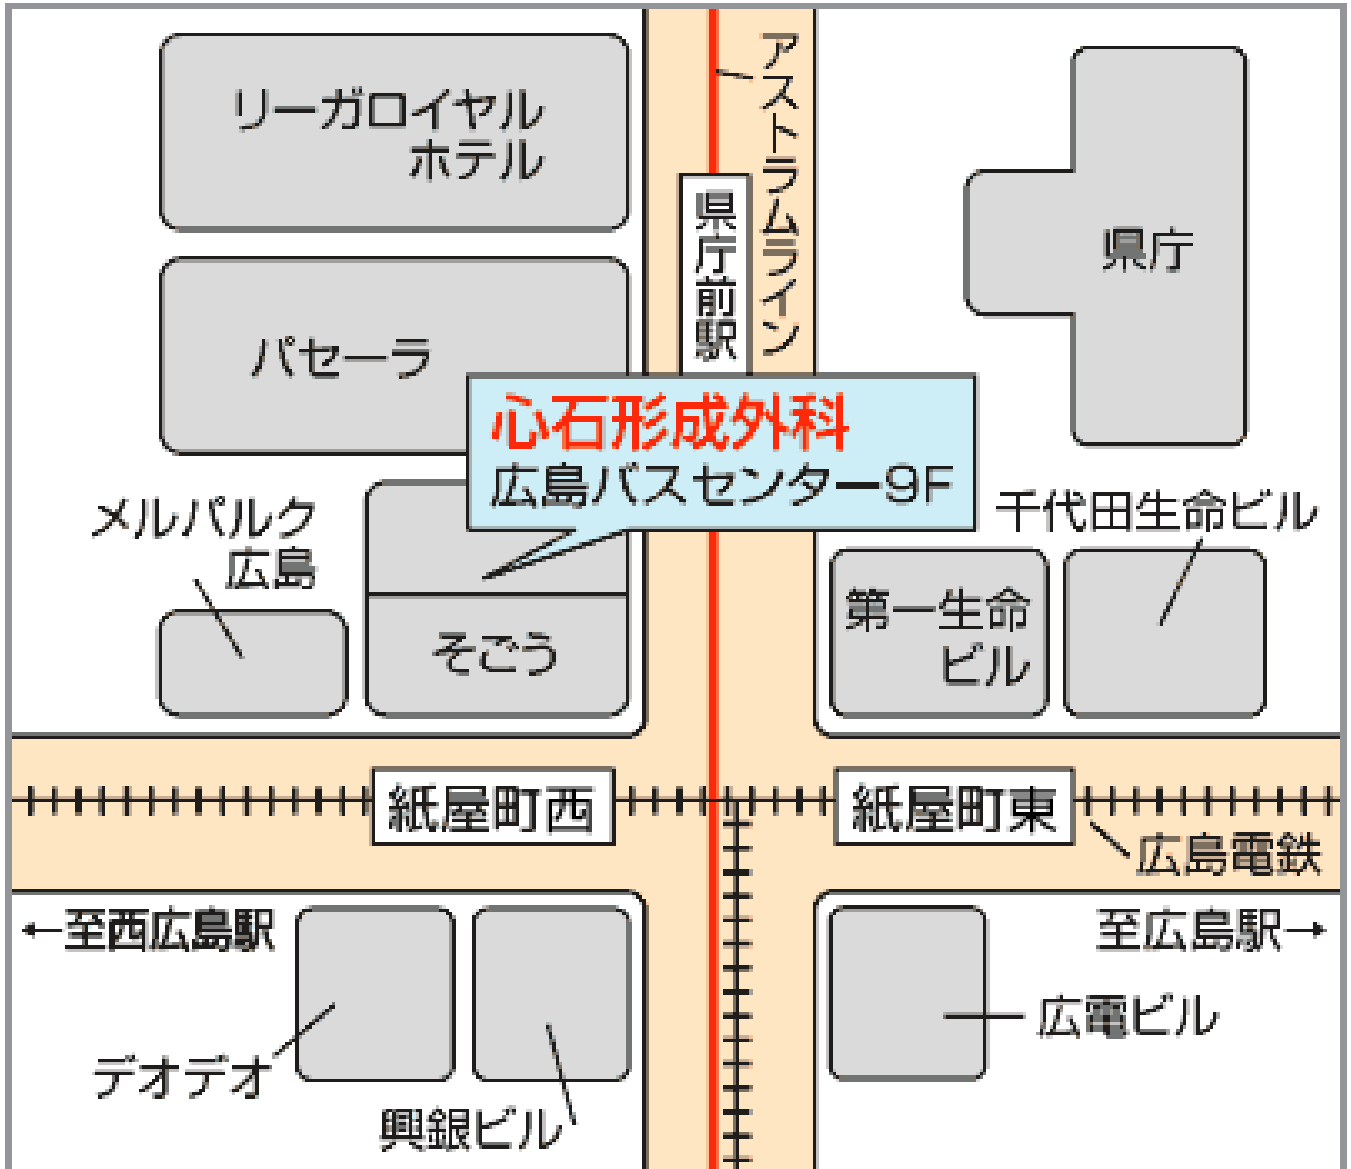 リーガロイヤル
ホテル
アストラムライン
県庁前駅
県庁
パセーラ
心石形成外科
広島バスセンター9F
メルパルク
広島
千代田生命ビル
そごう
第一生命
ビル
紙屋町西
紙屋町東
広島電鉄
←至西広島駅
至広島駅→
デオデオ
興銀ビル
広電ビル